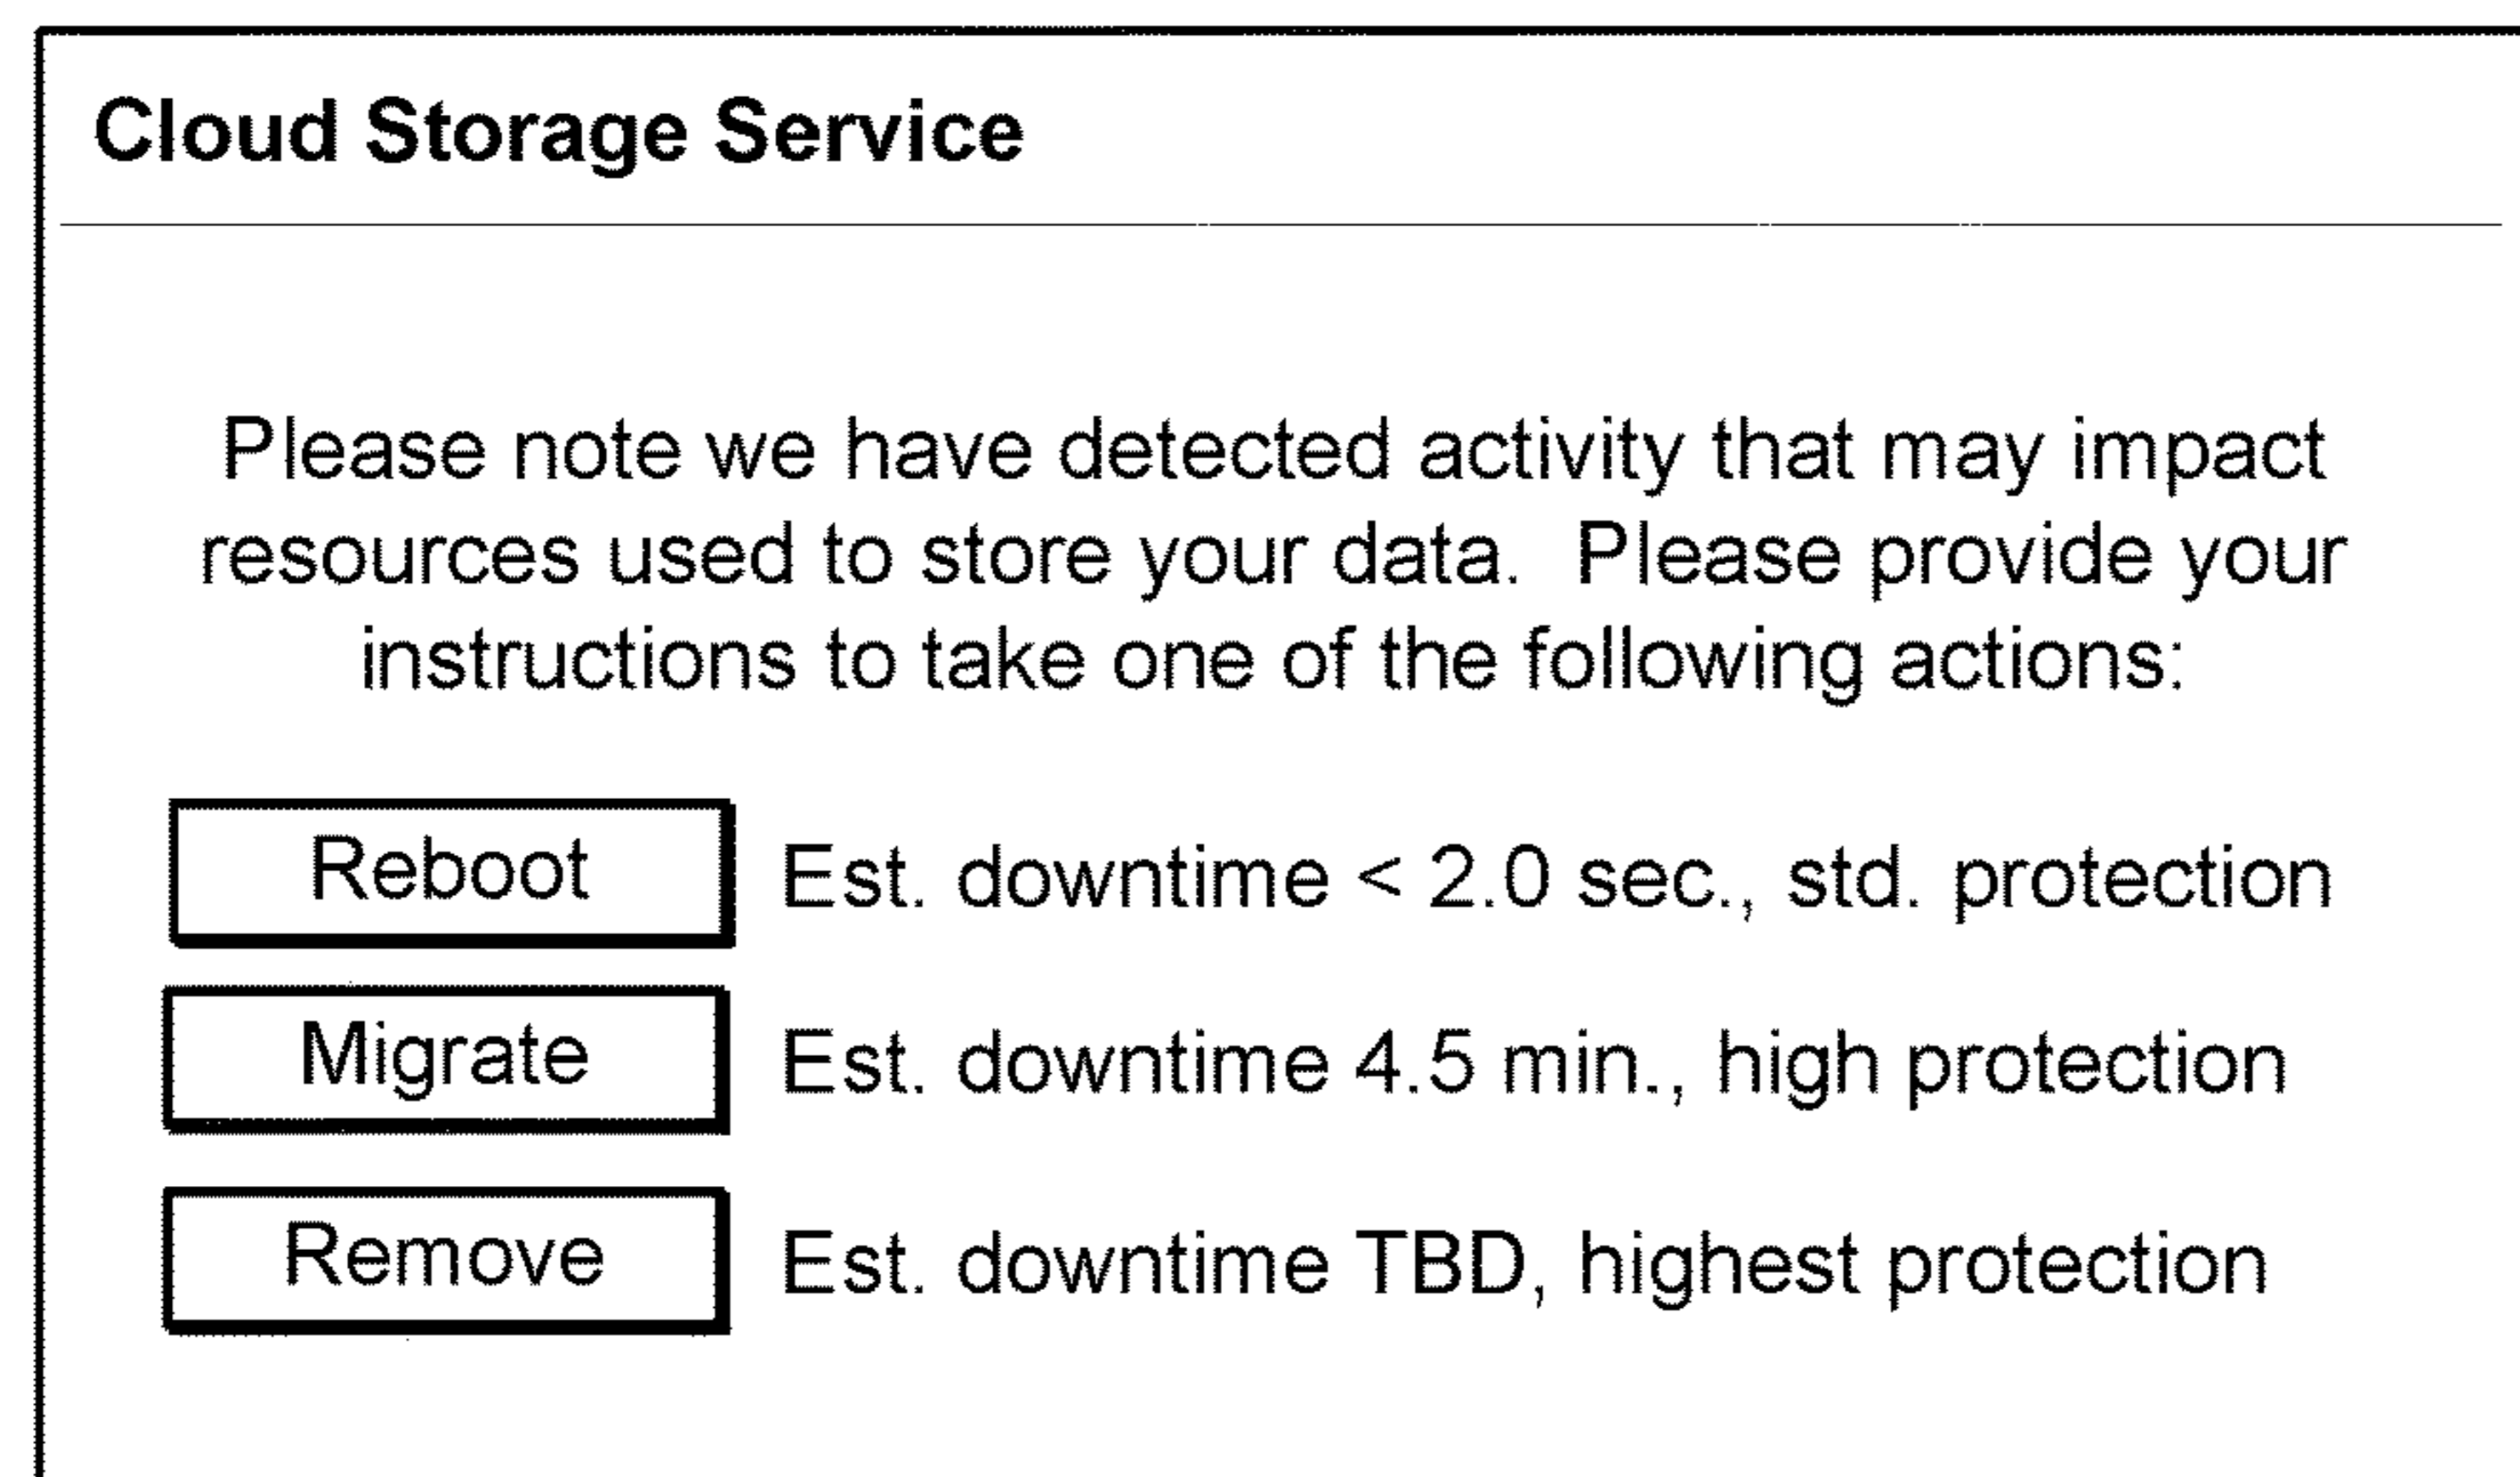 Cloud Storage Service
Please note we have detected activity that may impact
resources used to store your data.  Please provide your
instructions to take one of the following actions:
Reboot Est. downtime < 2.0 sec., std. protection
Migrate Est. downtime 4.5 min., high protection
Remove Est. downtime TBD, highest protection